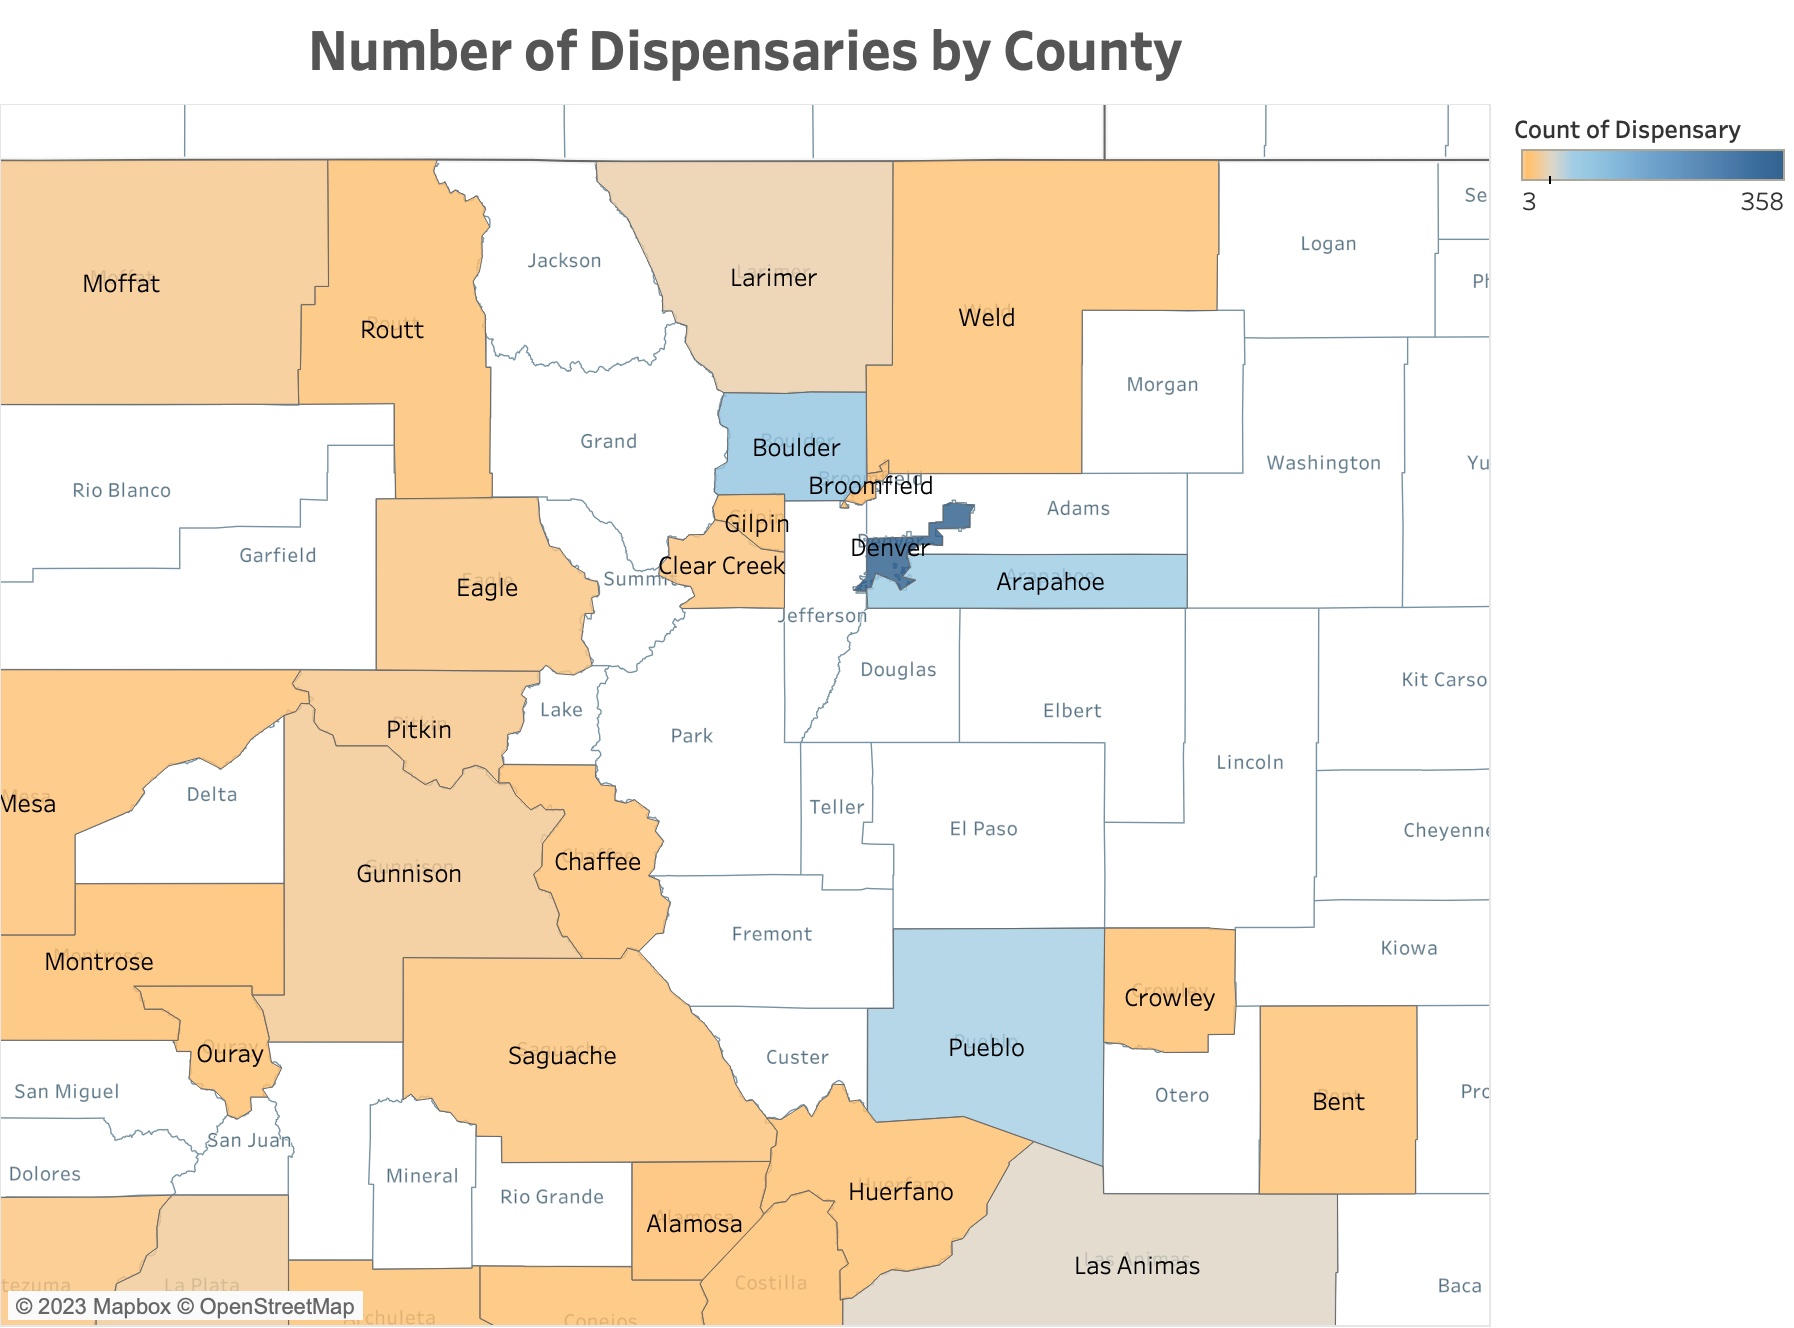 Number of Dispensaries by County
Count of Dispensary
3
358
Se
Logan
Jackson
Larimer
Moffat
Ph
Weld
Routt
Morgan
Grand
Boulder
Washington
Yu
Rio Blanco
Broomfield
Adams
Gilpin
Denver
Garfield
Clear Creek
Summit
Arapahoe
Eagle
Jefferson
Douglas
Kit Carso
Lake
Elbert
Pitkin
Park
Lincoln
Delta
Mesa
Teller
El Paso
Cheyenne
Chaffee
Gunnison
Fremont
Kiowa
Montrose
Crowley
Pueblo
Ouray
Saguache
Custer
San Miguel
Otero
Bent
Pro
San Juan
Dolores
Mineral
Rio Grande
Huerfano
Alamosa
Las Animas
tezuma
La Plata
Costilla
Baca
© 2023 Mapbox © OpenStreetMap
Archuleta
Conejos